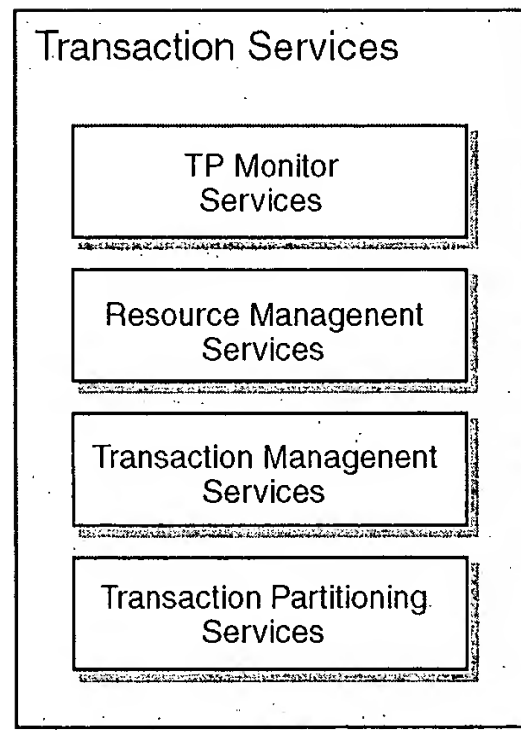 Transaction Services
TP Monitor
Services
Resource Managenent
Services
Transaction Managenent
Services
Transaction Partitioning
Services